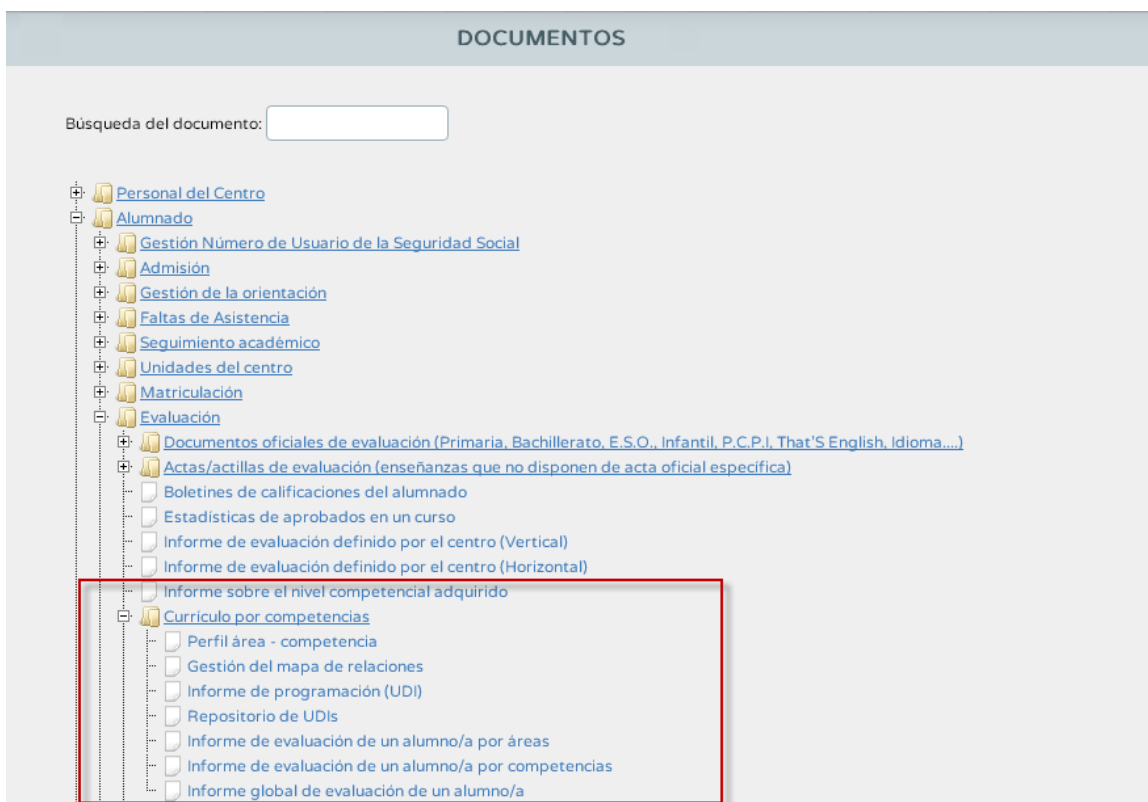 DOCUMENTOS
Búsqueda del documento:
Personal del Centro
Alumnado
Gestión Número de Usuario de la Seguridad Social
Admisión
Gestión de la orientación
Faltas de Asistencia
Seguimiento académico
Unidades del centro
Matriculación
Evaluación
Documentos oficiales de evaluación (Primaria, Bachillerato, E.S.O., Infantil, P.C.P.I, That'S English, Idioma....)
Actas/actillas de evaluación (enseñanzas que no disponen de acta oficial específica)
Boletines de calificaciones del alumnado
Estadísticas de aprobados en un curso
Informe de evaluación definido por el centro (Vertical)
Informe de evaluación definido por el centro (Horizontal)
Informe sobre el nivel competencial adquirido
Currículo por competencias
Perfil área - competencia
Gestión del mapa de relaciones
Informe de programación (UDI)
Repositorio de UDIs
Informe de evaluación de un alumno/a por áreas
Informe de evaluación de un alumno/a por competencias
Informe global de evaluación de un alumno/a